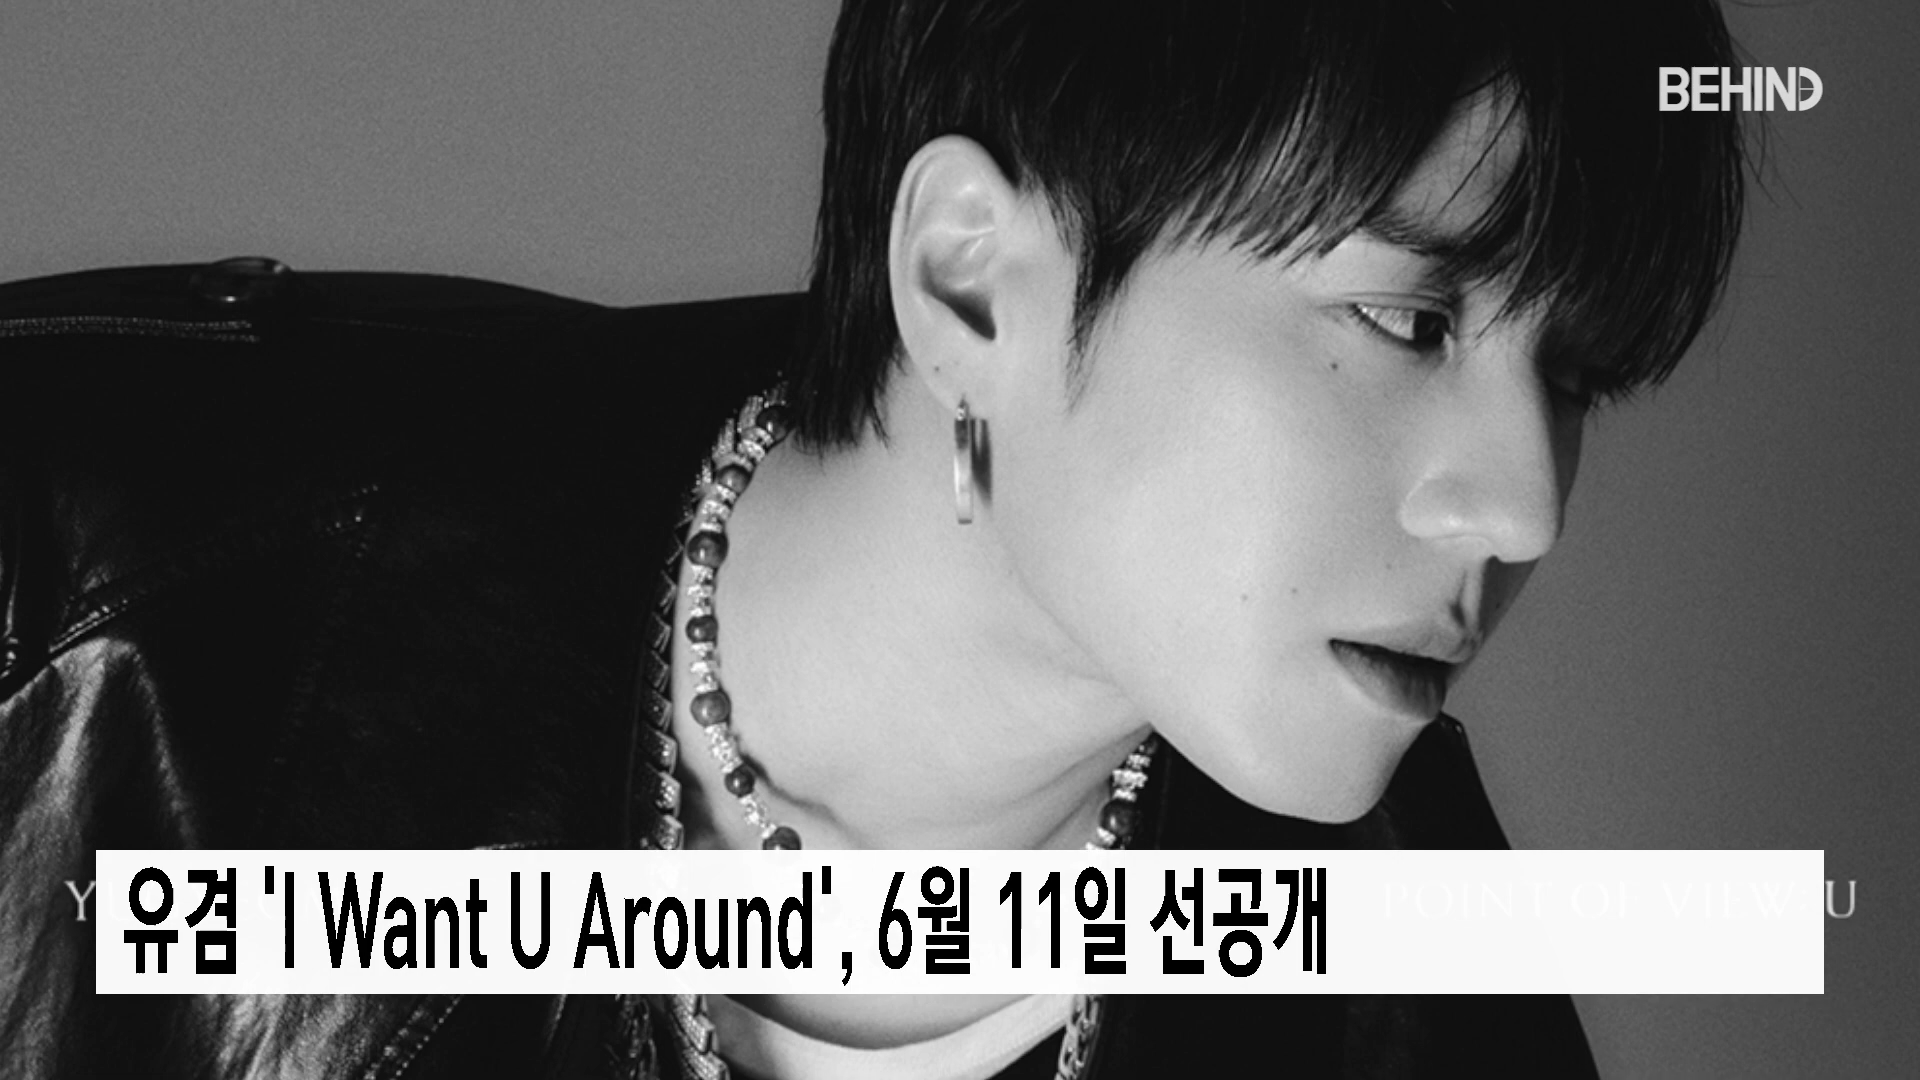 BEHIND
유겸 'I Want U Around', 6월 11일 선공개
POINT OF VIEW: U